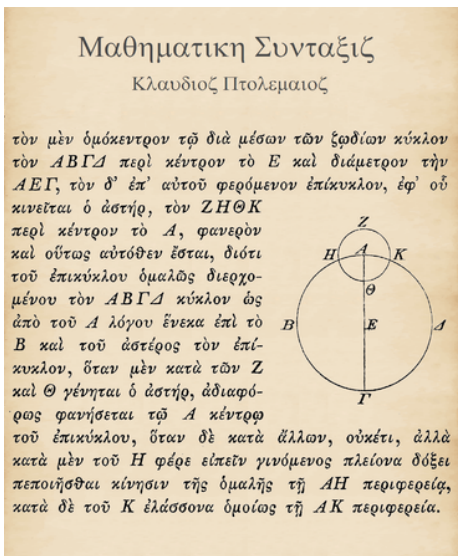 Μαθηματικη Συνταξιζ
Κλαυδιοζ Πτολεμαιοζ
τὸν μὲν ὁμόκεντρον τῷ διὰ μέσων τῶν ζῳδίων κύκλον
τὸν ΑΒΓΔ περὶ κέντρον τὸ Ε καὶ διάμετρον τὴν
ΑΕΓ, τὸν δ' ἐπ' αὐτοῦ φερόμενον ἐπίκυκλον, ἐφ' οὗ
κινεῖται ὁ ἀστήρ, τὸν ΖΗΘΚ
περὶ κέντρον τὸ Α, φανερὸν
καὶ οὕτως αὐτόθεν ἔσται, διότι
τοῦ ἐπικύκλου ὁμαλῶς διερχο-
μένου τὸν ΑΒΓΔ κύκλον ὡς
ἀπὸ τοῦ Α λόγου ἕνεκα ἐπὶ τὸ
Β καὶ τοῦ ἀστέρος τὸν ἐπί-
κυκλον, ὅταν μὲν κατὰ τῶν Ζ
καὶ Θ γένηται ὁ ἀστήρ, ἀδιαφό-
ρως φανήσεται τῷ Α κέντρῳ
τοῦ ἐπικύκλου, ὅταν δὲ κατὰ ἄλλων, οὐκέτι, ἀλλὰ
κατὰ μὲν τοῦ Η φέρε εἰπεῖν γινόμενος πλείονα δόξει
πεποιῆσθαι κίνησιν τῆς ὁμαλῆς τῇ ΑΗ περιφερείᾳ,
κατὰ δὲ τοῦ Κ ἐλάσσονα ὁμοίως τῇ ΑΚ περιφερείᾳ.
Ζ
Η Α Κ
Θ
Β Ε Δ
Γ